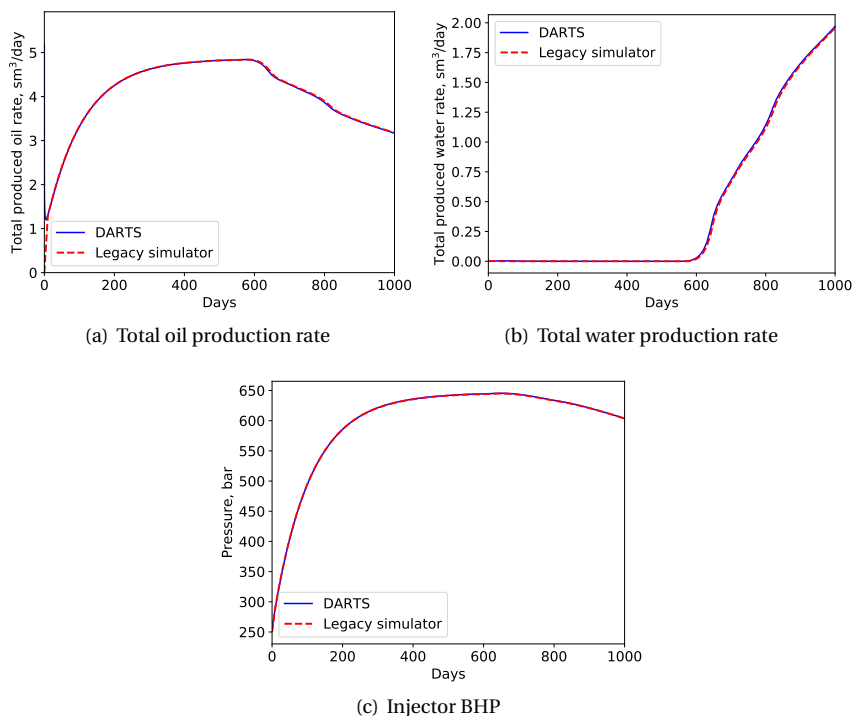 Total produced oil rate, sm³/day
5
4
3
2
1
0
DARTS
Legacy simulator
0 200 400 600 800 1000
Days
(a) Total oil production rate
Total produced water rate, sm³/day
2.00
1.75
1.50
1.25
1.00
0.75
0.50
0.25
0.00
DARTS
Legacy simulator
0 200 400 600 800 1000
Days
(b) Total water production rate
Pressure, bar
650
600
550
500
450
400
350
300
250
DARTS
Legacy simulator
0 200 400 600 800 1000
Days
(c) Injector BHP